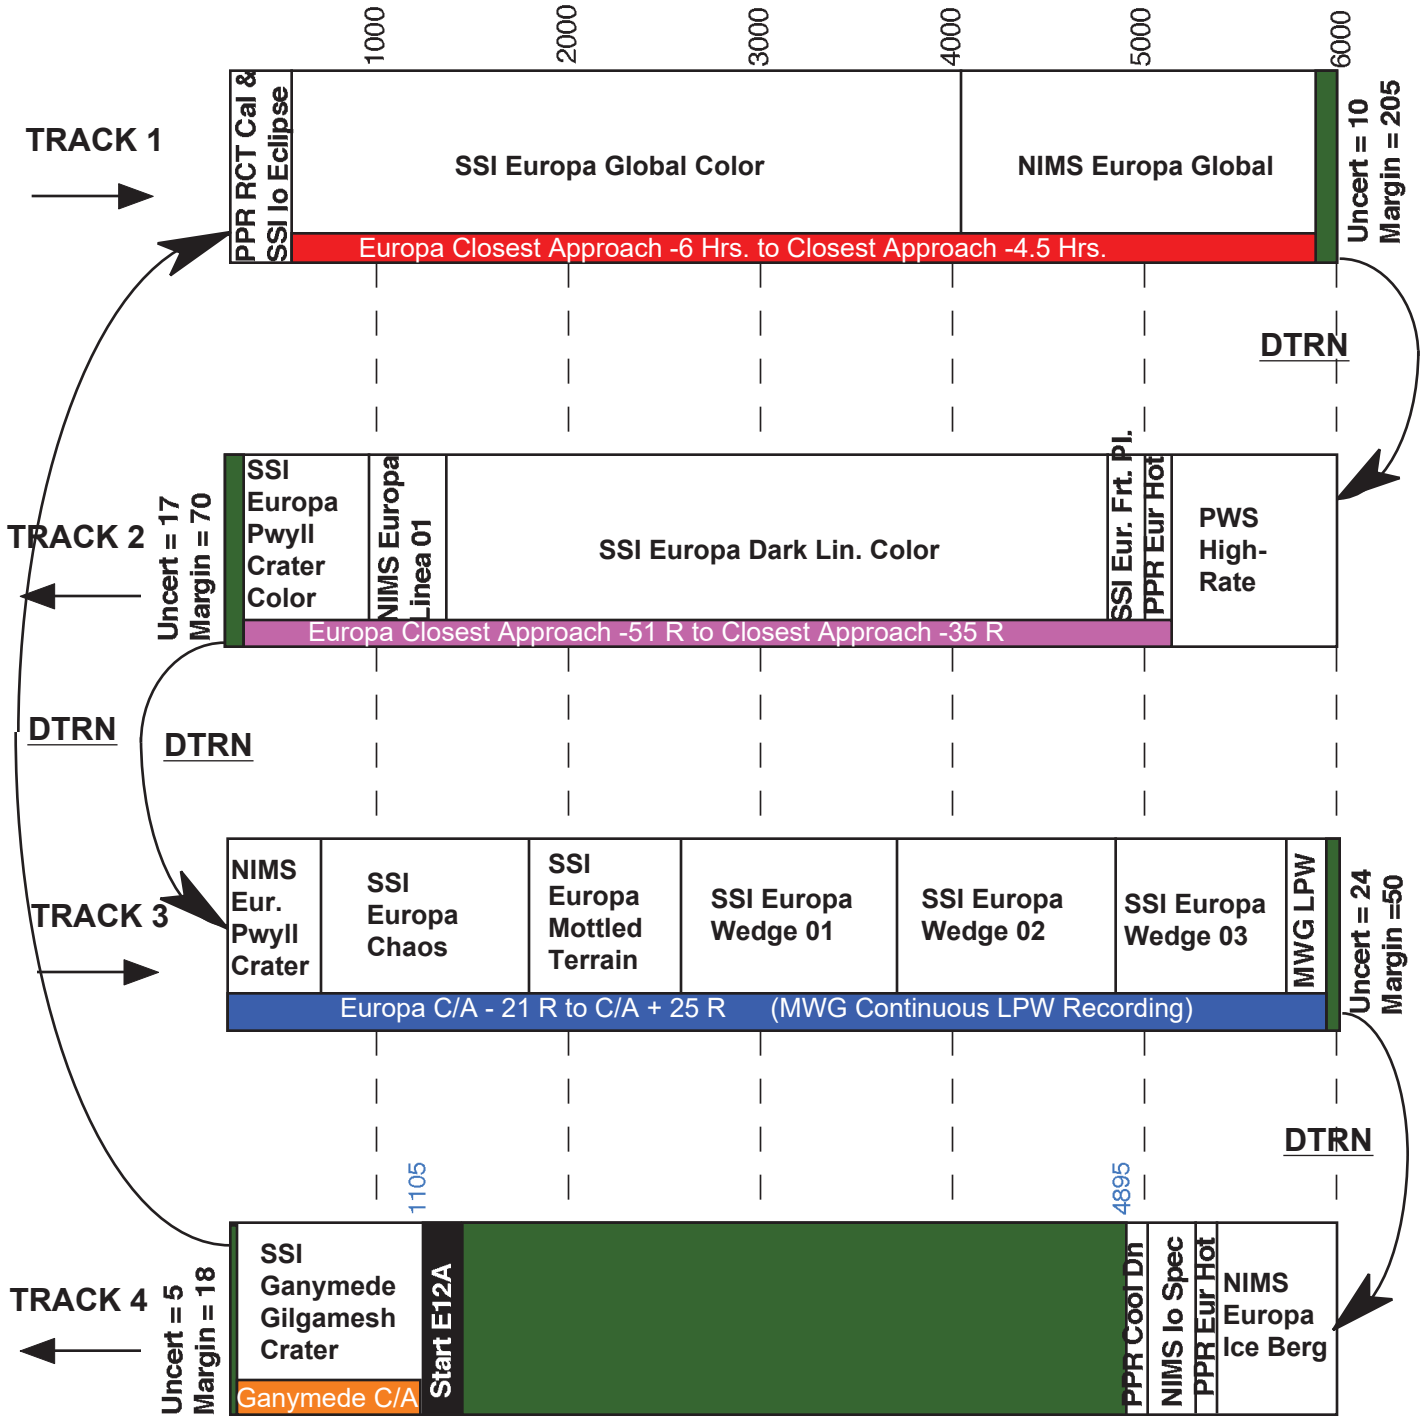 1000
2000
3000
4000
5000
6000
TRACK 1
PPR RCT Cal &
SSI Io Eclipse
SSI Europa Global Color
NIMS Europa Global
Europa Closest Approach -6 Hrs. to Closest Approach -4.5 Hrs.
Uncert = 10
Margin = 205
DTRN
TRACK 2
Uncert = 17
Margin = 70
SSI
Europa
Pwyll
Crater
Color
NIMS Europa
Linea 01
SSI Europa Dark Lin. Color
SSI Eur. Frt. Pl.
PPR Eur Hot
PWS
High-
Rate
Europa Closest Approach -51 R to Closest Approach -35 R
DTRN
DTRN
TRACK 3
NIMS
Eur.
Pwyll
Crater
SSI
Europa
Chaos
SSI
Europa
Mottled
Terrain
SSI Europa
Wedge 01
SSI Europa
Wedge 02
SSI Europa
Wedge 03
MWG LPW
Europa C/A - 21 R to C/A + 25 R (MWG Continuous LPW Recording)
Uncert = 24
Margin =50
DTRN
1105
4895
TRACK 4
Uncert = 5
Margin = 18
SSI
Ganymede
Gilgamesh
Crater
Ganymede C/A
Start E12A
PPR Cool Dn
NIMS Io Spec
PPR Eur Hot
NIMS
Europa
Ice Berg